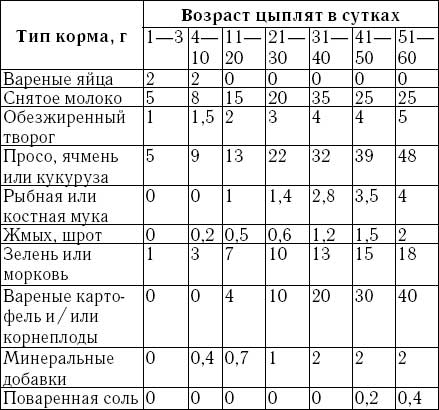 Тип корма, г
Возраст цыплят в сутках
1—3 4—10 11—20 21—30 31—40 41—50 51—60
Вареные яйца 2 2 0 0 0 0 0
Снятое молоко 5 8 15 20 35 25 25
Обезжиренный 1 1,5 2 3 4 4 5
творог
Просо, ячмень 5 9 13 22 32 39 48
или кукуруза
Рыбная или 0 0 1 1,4 2,8 3,5 4
костная мука
Жмых, шрот 0 0,2 0,5 0,6 1,2 1,5 2
Зелень или 1 3 7 10 13 15 18
морковь
Вареные карто- 0 0 4 10 20 30 40
фель и/или
корнеплоды
Минеральные 0 0,4 0,7 1 2 2 2
добавки
Поваренная соль 0 0 0 0 0 0,2 0,4